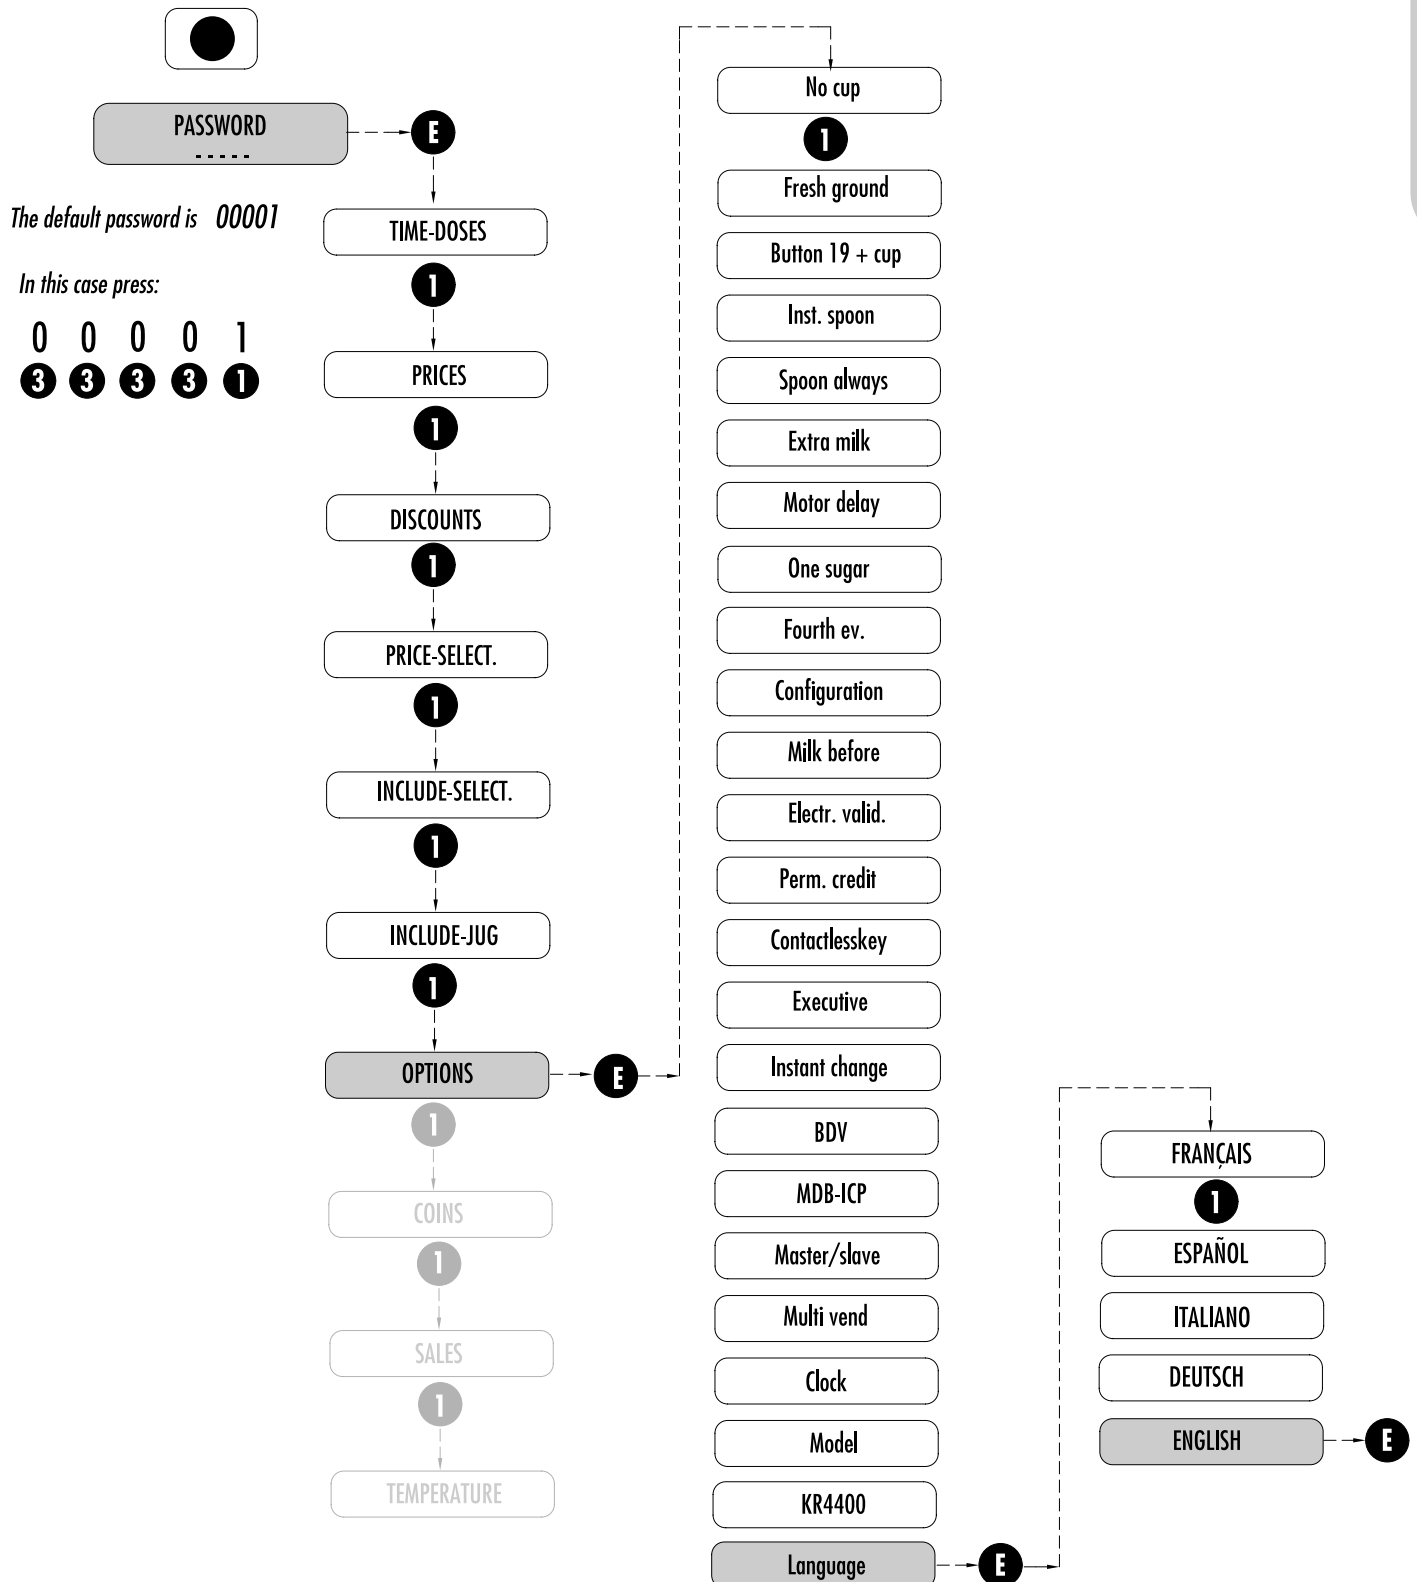 PASSWORD
- - - - -
E
The default password is 00001
In this case press:
0 0 0 0 1
3 3 3 3 1
TIME-DOSES
1
PRICES
1
DISCOUNTS
1
PRICE-SELECT.
1
INCLUDE-SELECT.
1
INCLUDE-JUG
1
OPTIONS
E
1
COINS
1
SALES
1
TEMPERATURE
No cup
1
Fresh ground
Button 19 + cup
Inst. spoon
Spoon always
Extra milk
Motor delay
One sugar
Fourth ev.
Configuration
Milk before
Electr. valid.
Perm. credit
Contactlesskey
Executive
Instant change
BDV
MDB-ICP
Master/slave
Multi vend
Clock
Model
KR4400
Language
E
FRANÇAIS
1
ESPAÑOL
ITALIANO
DEUTSCH
ENGLISH
E